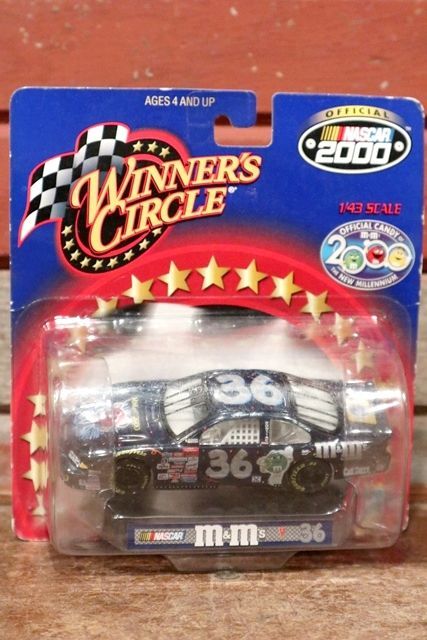 AGES 4 AND UP
OFFICIAL
NASCAR
2000
WINNER'S
CIRCLE
1/43 SCALE
OFFICIAL CANDY OF
m&m's
2000
THE NEW MILLENNIUM
36
36
m&m's
NASCAR m&m's 36